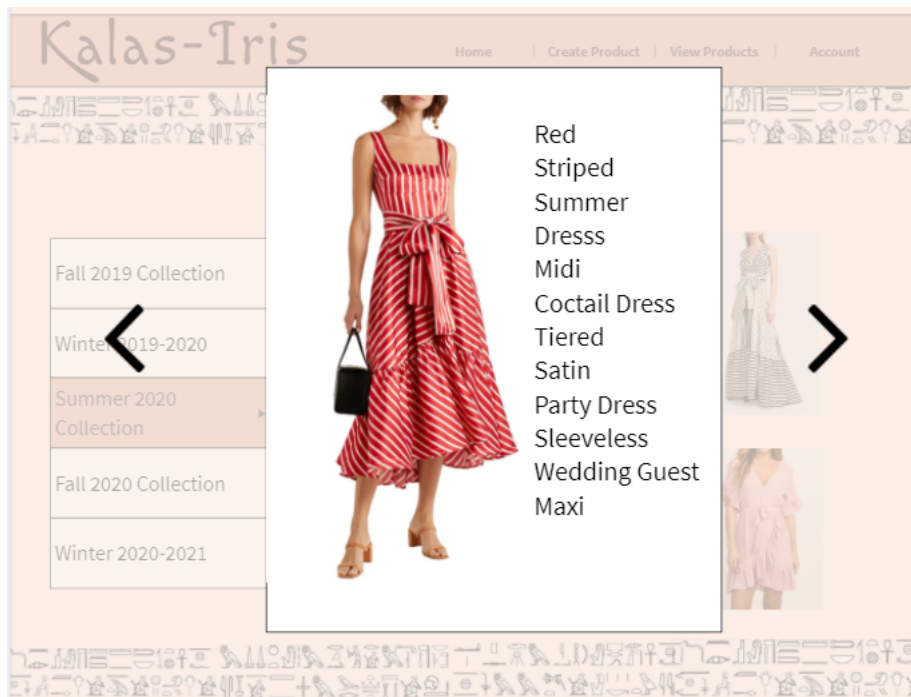 Kalas-Iris
Home | Create Product | View Products | Account
Fall 2019 Collection
Winter 2019-2020
Summer 2020
Collection
Fall 2020 Collection
Winter 2020-2021
Red
Striped
Summer
Dresss
Midi
Coctail Dress
Tiered
Satin
Party Dress
Sleeveless
Wedding Guest
Maxi